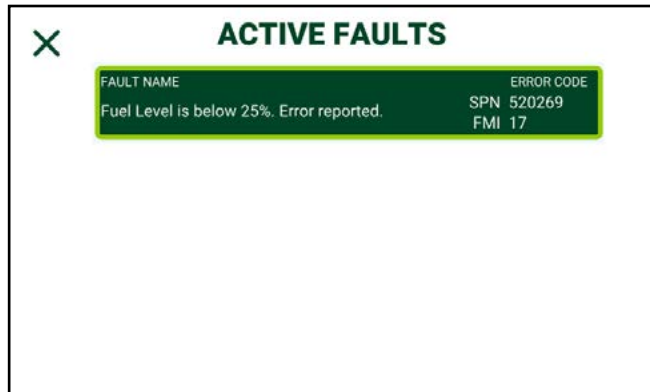 ACTIVE FAULTS
FAULT NAME
ERROR CODE
Fuel Level is below 25%. Error reported.
SPN 520269
FMI 17